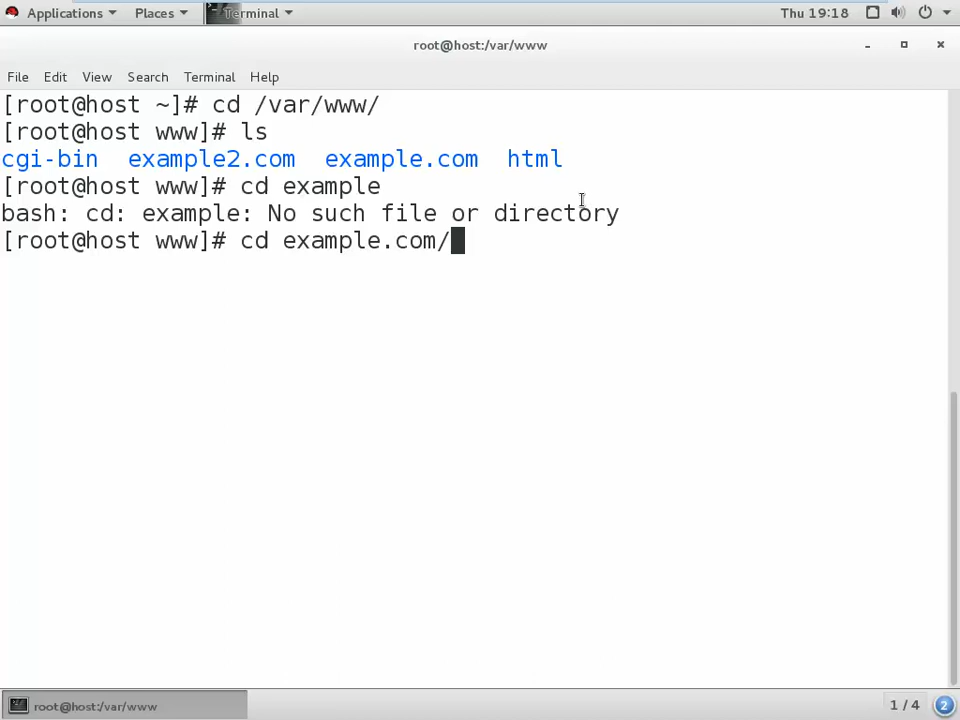 Applications Places Terminal Thu 19:18
root@host:/var/www
File Edit View Search Terminal Help
[root@host ~]# cd /var/www/
[root@host www]# ls
cgi-bin example2.com example.com html
[root@host www]# cd example
bash: cd: example: No such file or directory
[root@host www]# cd example.com/
root@host:/var/www 1 / 4 2